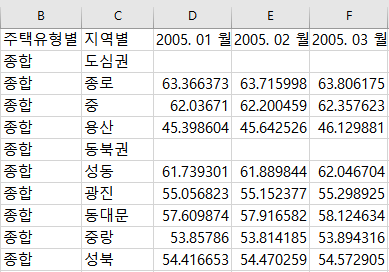 B C D E F
주택유형별 지역별 2005. 01 월 2005. 02 월 2005. 03 월
종합 도심권
종합 종로 63.366373 63.715998 63.806175
종합 중 62.03671 62.200459 62.357623
종합 용산 45.398604 45.642526 46.129881
종합 동북권
종합 성동 61.739301 61.889844 62.046704
종합 광진 55.056823 55.152377 55.298925
종합 동대문 57.609874 57.916582 58.124634
종합 중랑 53.85786 53.814185 53.894316
종합 성북 54.416653 54.470259 54.572905